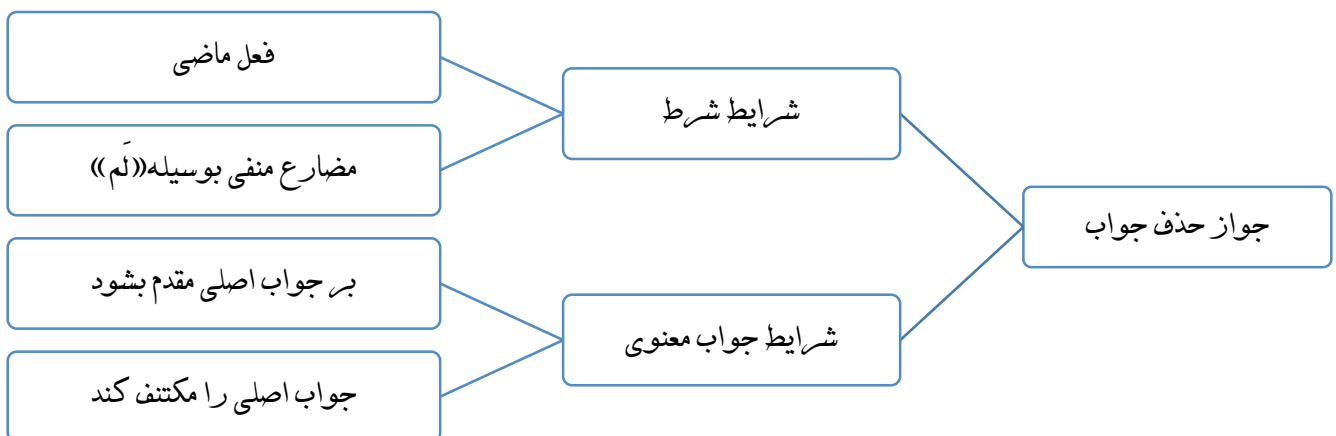 جواز حذف جواب
شرایط شرط
فعل ماضی
مضارع منفی بوسیله«لَم»
شرایط جواب معنوی
بر جواب اصلی مقدم بشود
جواب اصلی را مکتنف کند